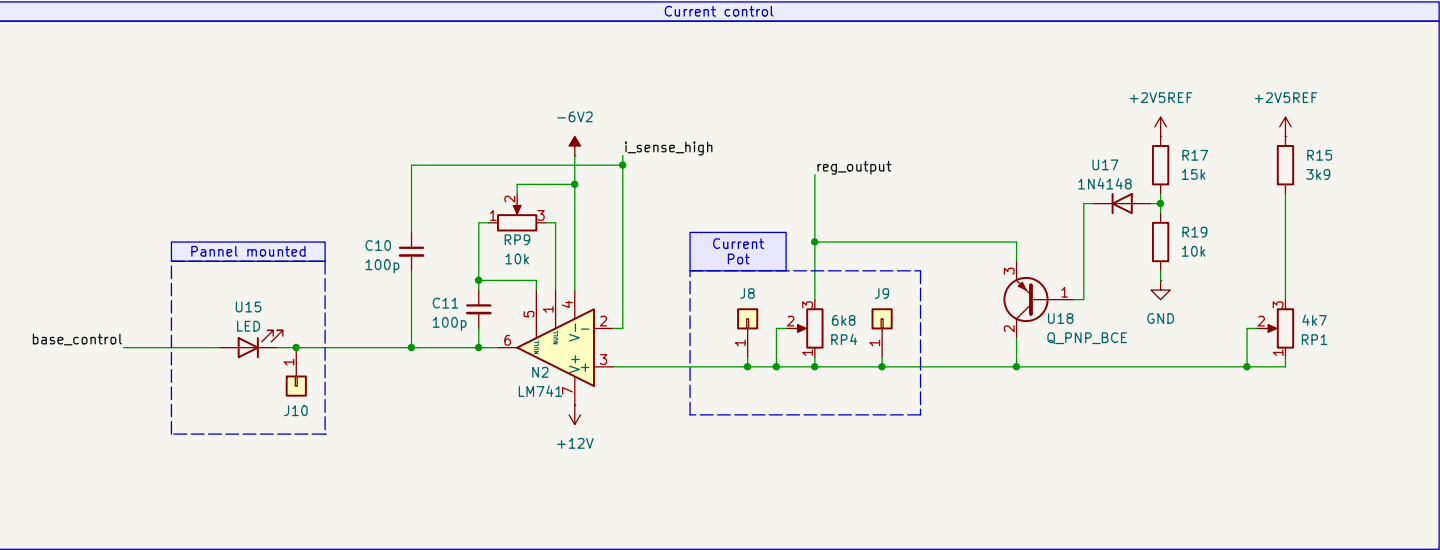 Current control
+2V5REF
+2V5REF
-6V2
i_sense_high
reg_output
U17
1N4148
R17
15k
R15
3k9
2
1
3
RP9
10k
C10
100p
Pannel mounted
Current
Pot
R19
10k
3
1
2
U18
Q_PNP_BCE
GND
C11
100p
5
1
4
NULL
NULL
V-
-
2
6
V+
+
3
7
N2
LM741
+12V
U15
LED
base_control
1
J10
J8
1
3
2
1
6k8
RP4
J9
1
3
2
1
4k7
RP1